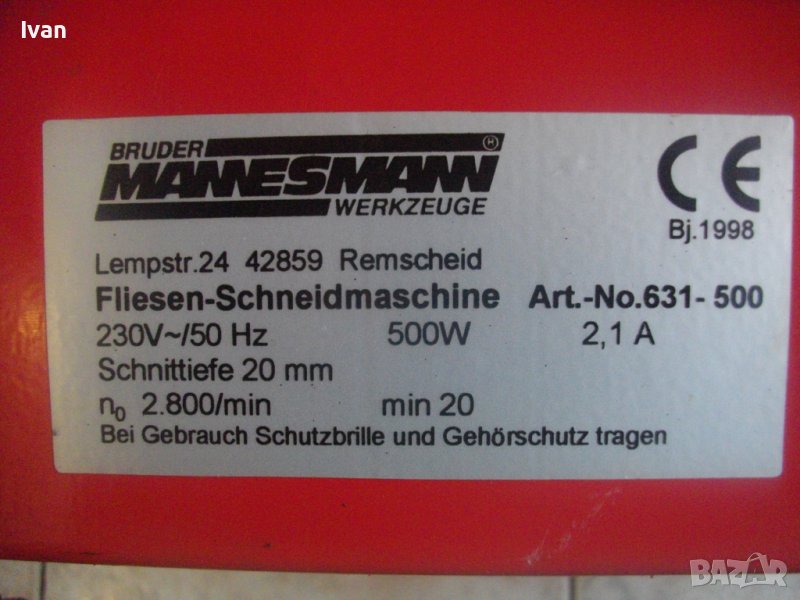 Ivan
BRUDER
MANNESMANN
WERKZEUGE
CE
Bj.1998
Lempstr.24 42859 Remscheid
Fliesen-Schneidmaschine Art.-No.631- 500
230V~/50 Hz 500W 2,1 A
Schnittiefe 20 mm
n₀ 2.800/min min 20
Bei Gebrauch Schutzbrille und Gehörschutz tragen
BAZAR